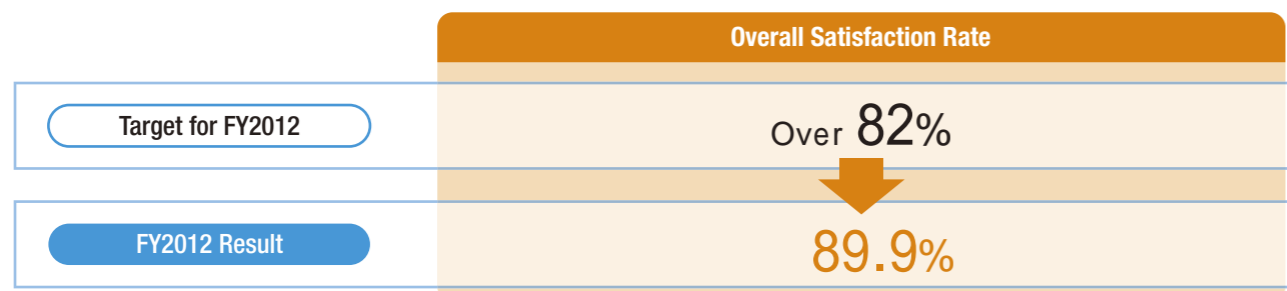 Overall Satisfaction Rate
Target for FY2012
Over 82%
FY2012 Result
89.9%